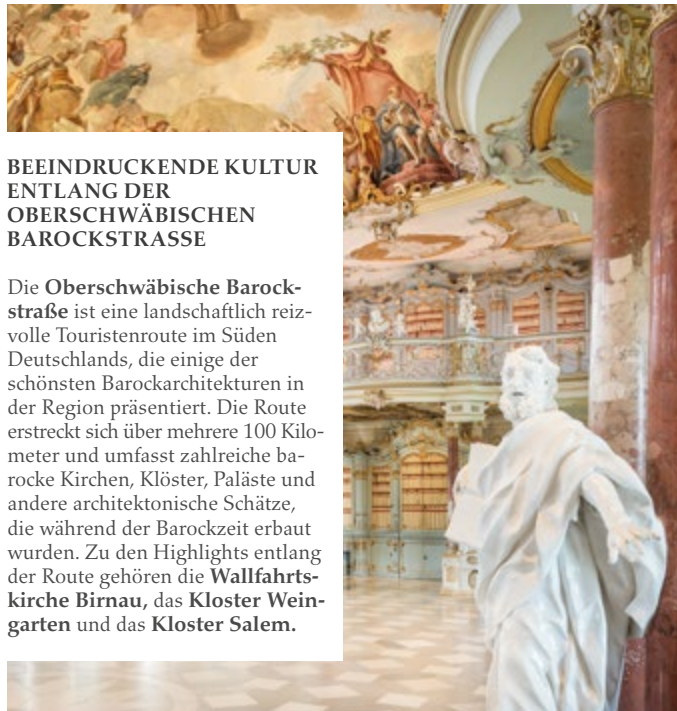 BEEINDRUCKENDE KULTUR
ENTLANG DER
OBERSCHWÄBISCHEN
BAROCKSTRASSE
Die Oberschwäbische Barock-
straße ist eine landschaftlich reiz-
volle Touristenroute im Süden
Deutschlands, die einige der
schönsten Barockarchitekturen in
der Region präsentiert. Die Route
erstreckt sich über mehrere 100 Kilo-
meter und umfasst zahlreiche ba-
rocke Kirchen, Klöster, Paläste und
andere architektonische Schätze,
die während der Barockzeit erbaut
wurden. Zu den Highlights entlang
der Route gehören die Wallfahrts-
kirche Birnau, das Kloster Wein-
garten und das Kloster Salem.